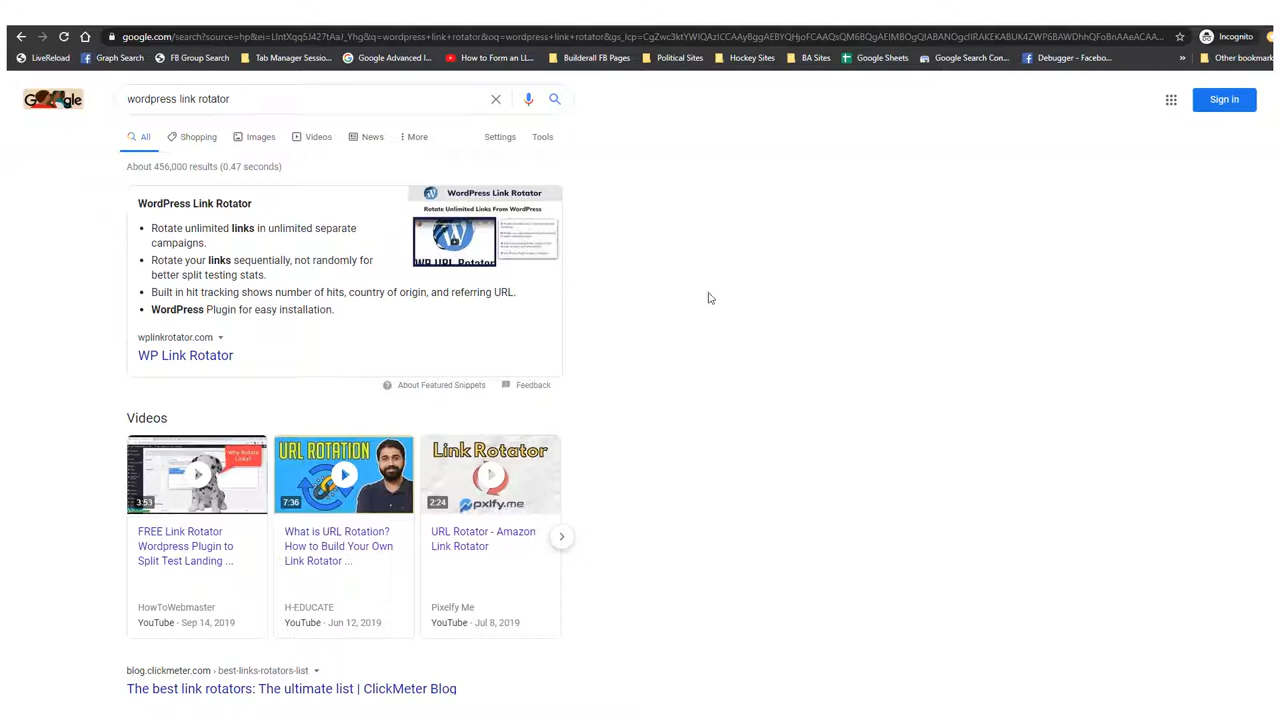 google.com/search?source=hp&ei=
Incognito
LiveReload
Graph Search
FB Group Search
Tab Manager Sessio...
Google Advanced I...
How to Form an LL...
Builderall FB Pages
Political Sites
Hockey Sites
BA Sites
Google Sheets
Google Search Con...
Debugger - Facebo...
»
Other bookmark
Google
wordpress link rotator
Sign in
All
Shopping
Images
Videos
News
More
Settings
Tools
About 456,000 results (0.47 seconds)
WordPress Link Rotator
• Rotate unlimited links in unlimited separate
campaigns.
• Rotate your links sequentially, not randomly for
better split testing stats.
• Built in hit tracking shows number of hits, country of origin, and referring URL.
• WordPress Plugin for easy installation.
WordPress Link Rotator
Rotate Unlimited Links From WordPress
WP URL Rotator
wplinkrotator.com
WP Link Rotator
About Featured Snippets
Feedback
Videos
Why Rotate
Links?
3:53
URL ROTATION
7:36
Link Rotator
pxlfy.me
2:24
FREE Link Rotator
Wordpress Plugin to
Split Test Landing ...
HowToWebmaster
YouTube · Sep 14, 2019
What is URL Rotation?
How to Build Your Own
Link Rotator ...
H-EDUCATE
YouTube · Jun 12, 2019
URL Rotator - Amazon
Link Rotator
Pixelfy Me
YouTube · Jul 8, 2019
blog.clickmeter.com › best-links-rotators-list
The best link rotators: The ultimate list | ClickMeter Blog